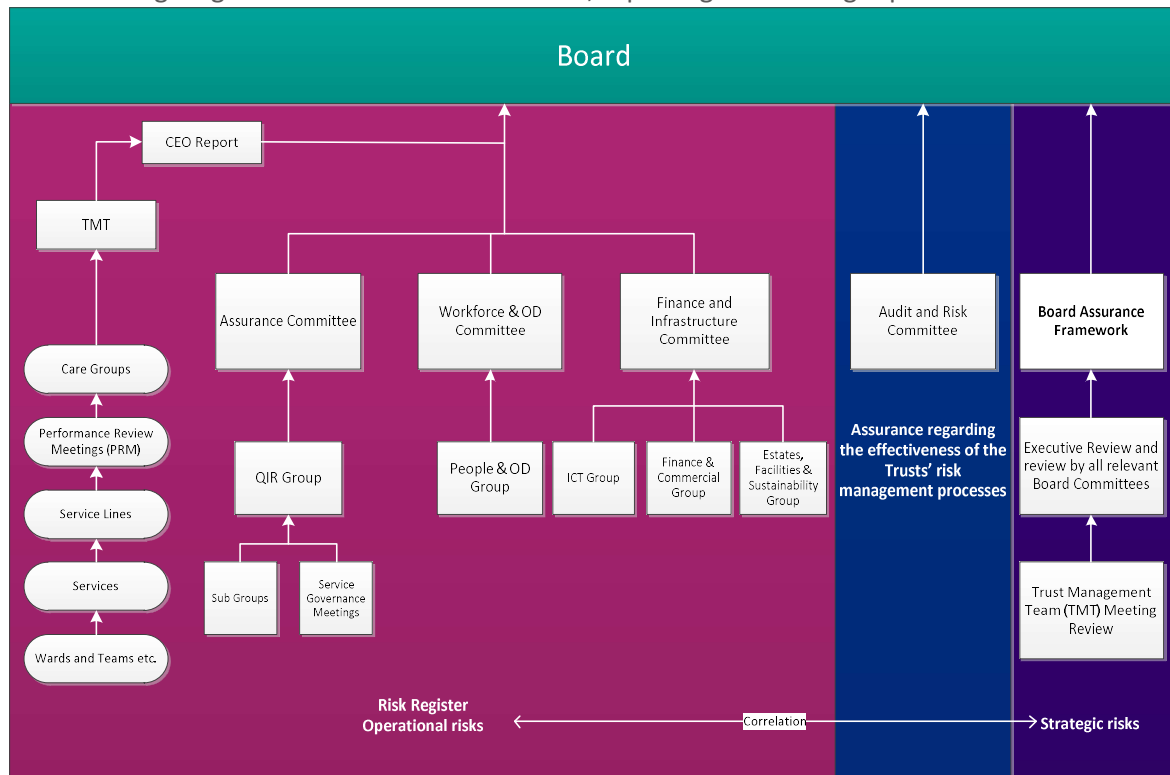 Board
CEO Report
TMT
Assurance Committee
Workforce & OD
Committee
Finance and
Infrastructure
Committee
Audit and Risk
Committee
Board Assurance
Framework
Care Groups
Performance Review
Meetings (PRM)
Service Lines
Services
Wards and Teams etc.
QIR Group
Sub Groups
Service
Governance
Meetings
People & OD
Group
ICT Group
Finance &
Commercial
Group
Estates,
Facilities &
Sustainability
Group
Assurance regarding
the effectiveness of the
Trusts’ risk
management processes
Executive Review and
review by all relevant
Board Committees
Trust Management
Team (TMT) Meeting
Review
Risk Register
Operational risks
Correlation
Strategic risks